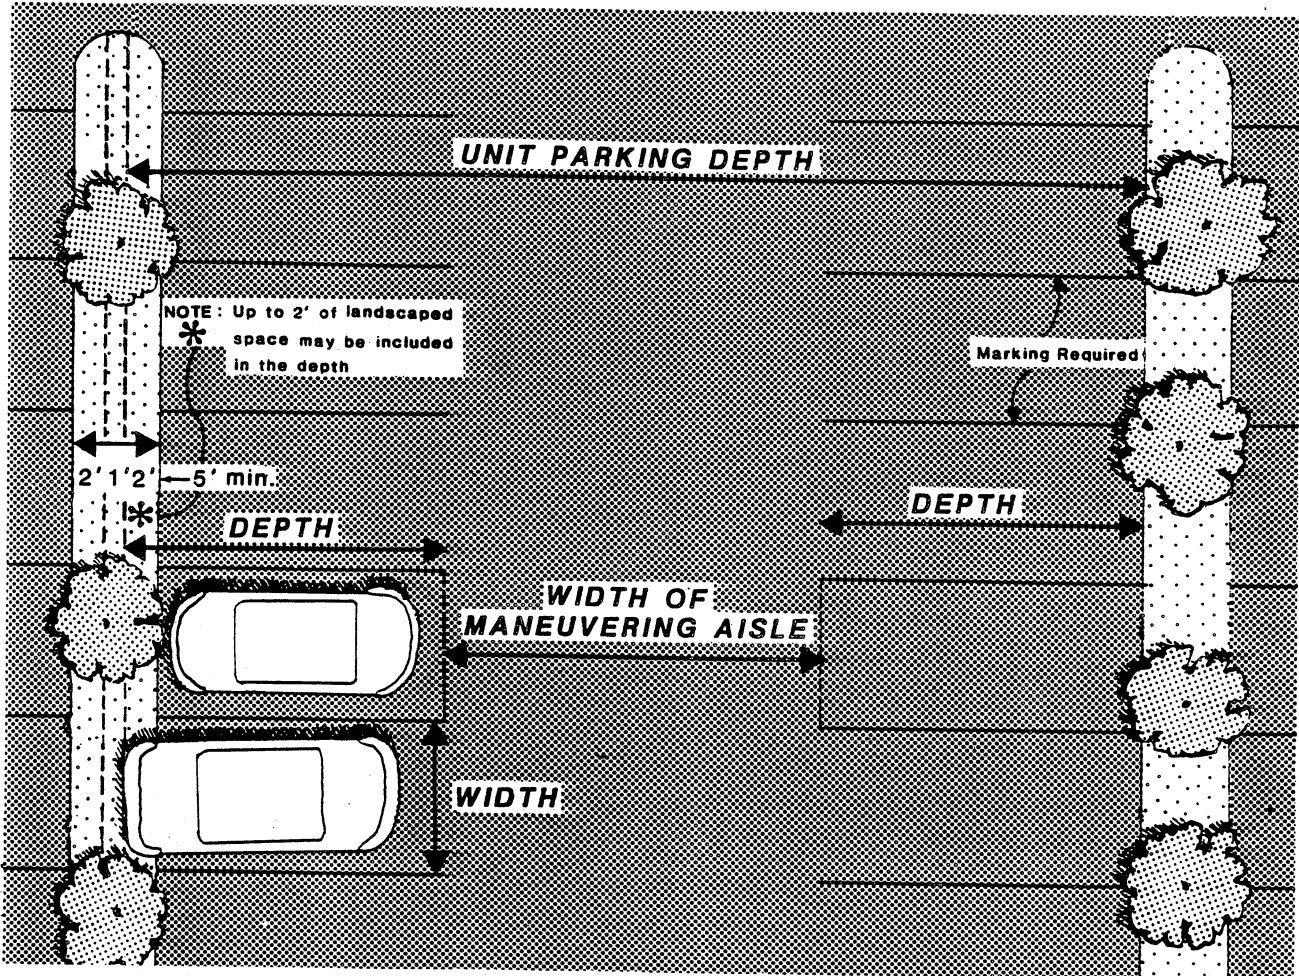 UNIT PARKING DEPTH
NOTE: Up to 2' of landscaped
* space may be included
in the depth
Marking Required
2' 1' 2' 5' min.
*
DEPTH
DEPTH
WIDTH OF
MANEUVERING AISLE
WIDTH